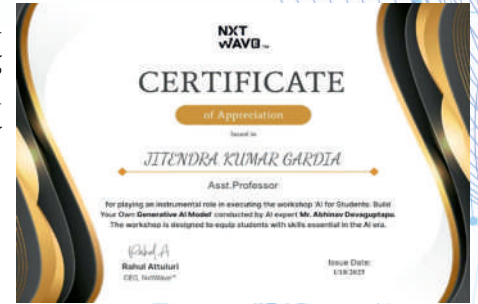 NXT
WAVE
CERTIFICATE
of Appreciation
Issued to
JITENDRA KUMAR GARDIA
Asst.Professor
for playing an instrumental role in executing the workshop 'AI for Students: Build
Your Own Generative AI Model' conducted by AI expert Mr. Abhinav Devaguptapu.
The workshop is designed to equip students with skills essential in the AI era.
Rahul A
Rahul Attuluri
CEO, NxtWave™
Issue Date: